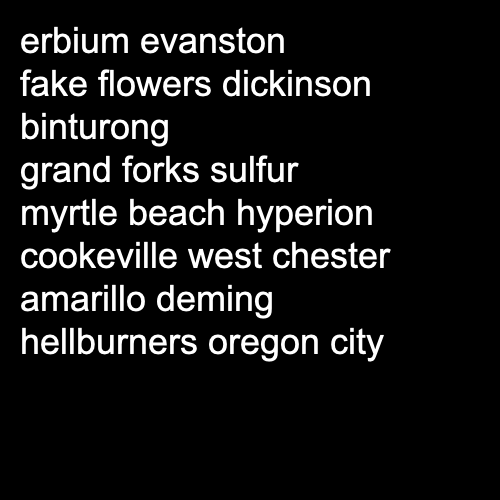 erbium evanston
fake flowers dickinson
binturong
grand forks sulfur
myrtle beach hyperion
cookeville west chester
amarillo deming
hellburners oregon city